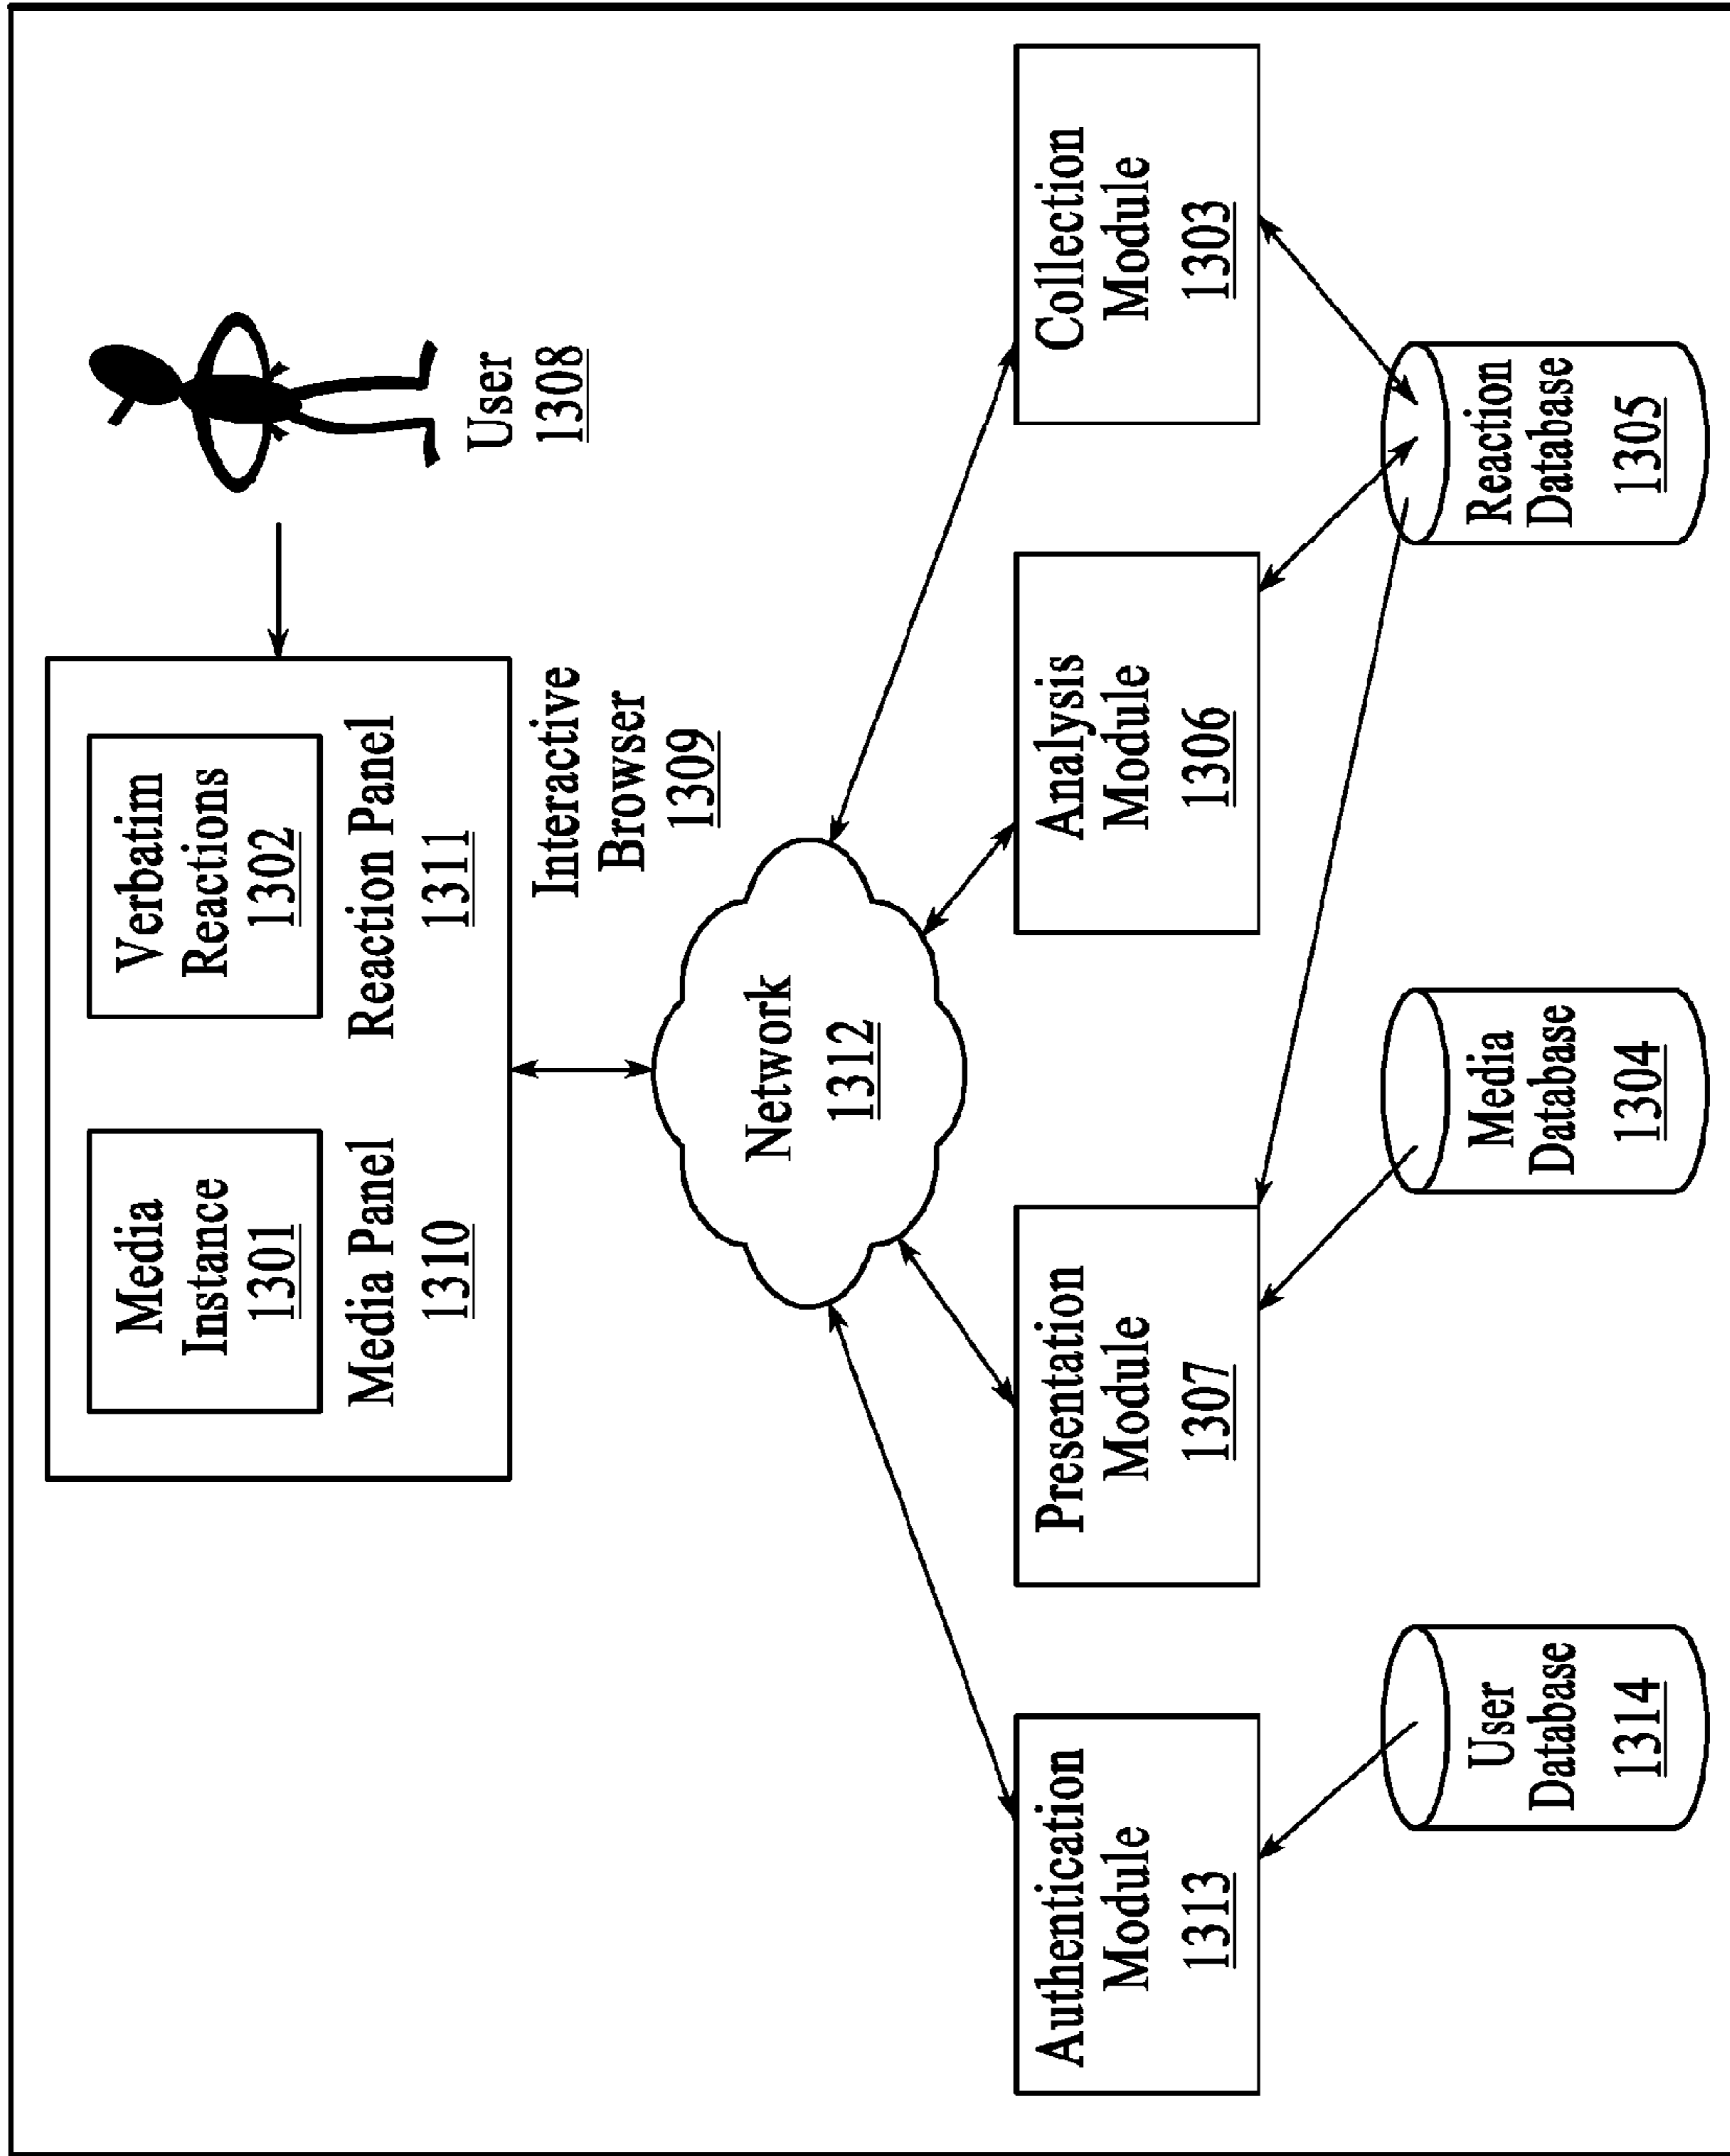 Media
Instance
1301
Media Panel
1310
Verbatim
Reactions
1302
Reaction Panel
1311
User
1308
Interactive
Browser
1309
Network
1312
Authentication
Module
1313
Presentation
Module
1307
Analysis
Module
1306
Collection
Module
1303
User
Database
1314
Media
Database
1304
Reaction
Database
1305